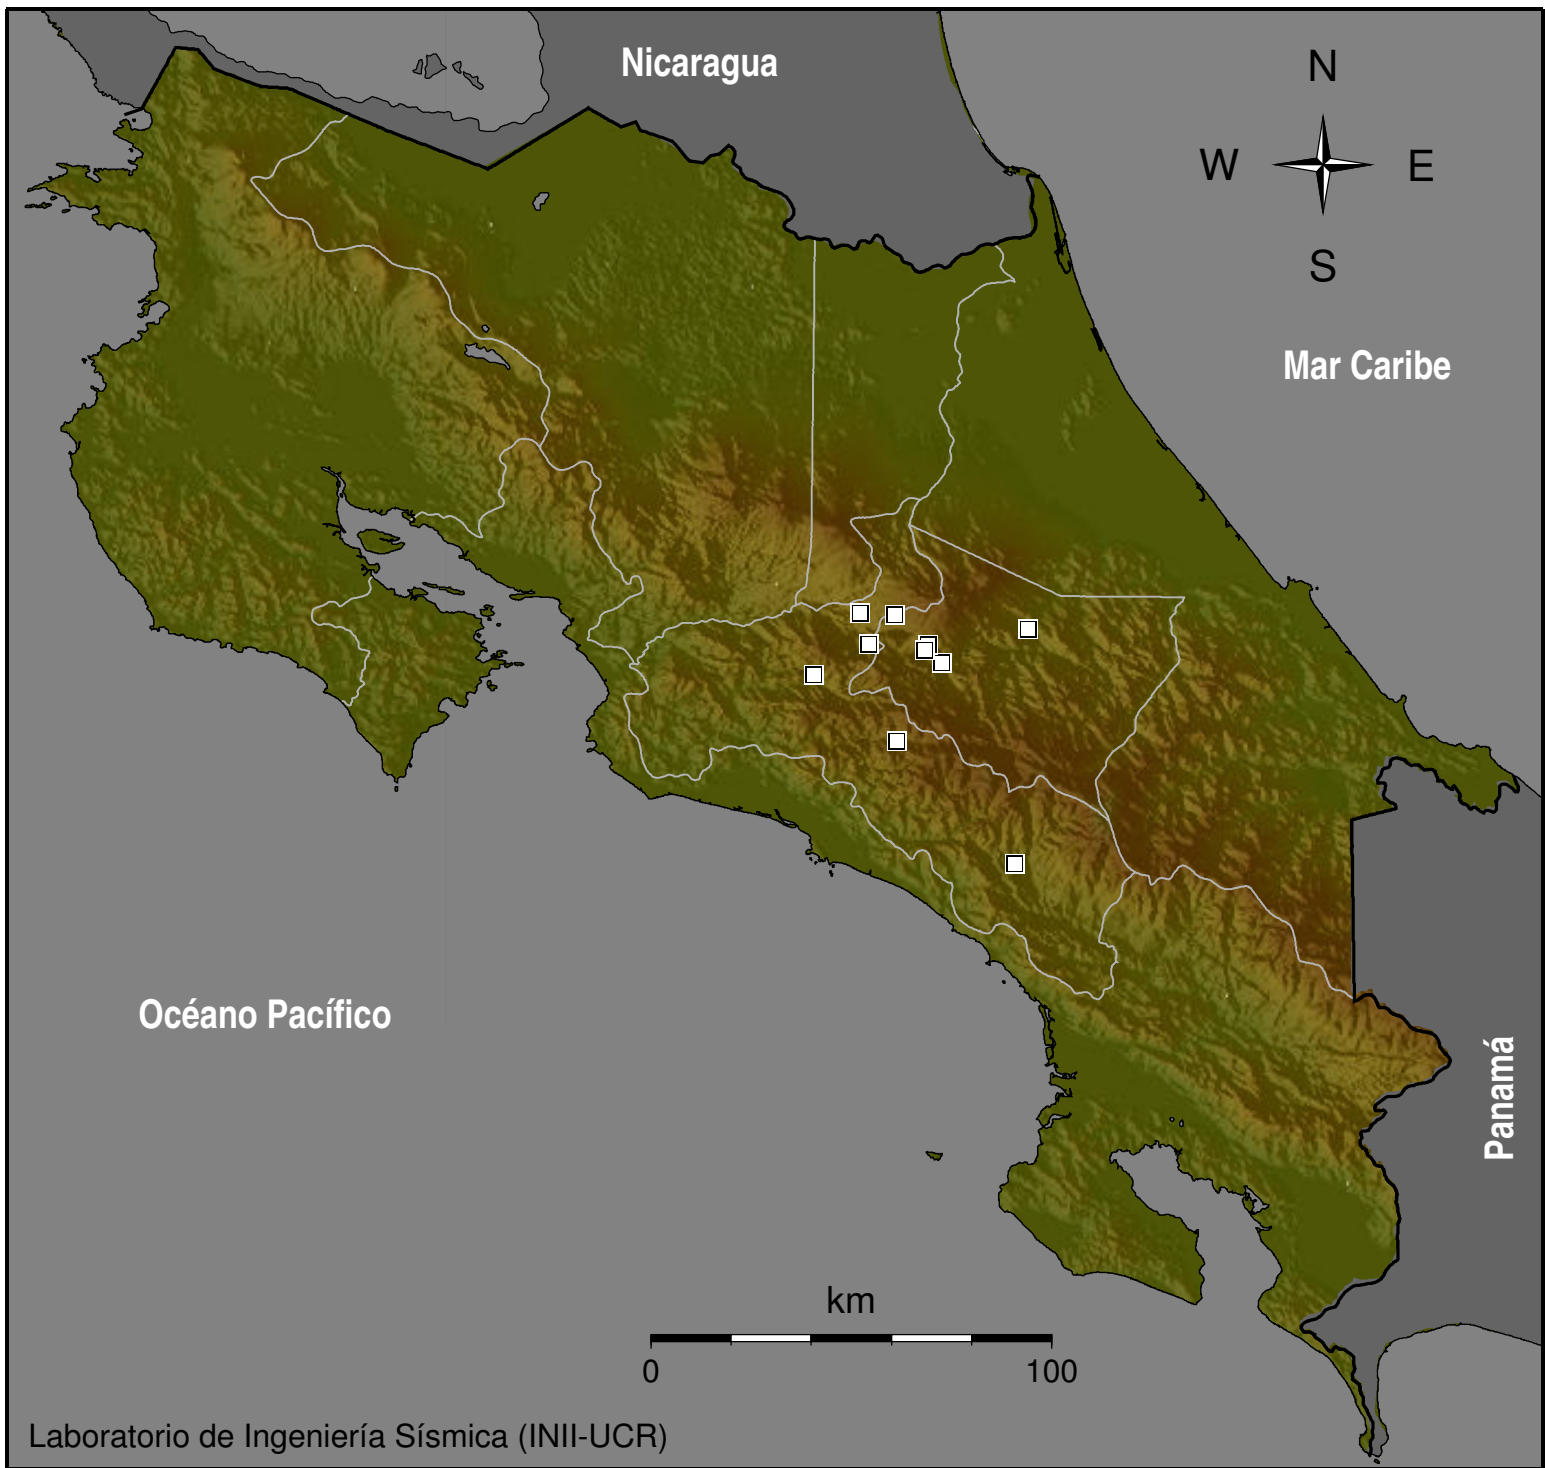 Nicaragua
N
W E
S
Mar Caribe
Océano Pacífico
Panamá
km
0 100
Laboratorio de Ingeniería Sísmica (INII-UCR)